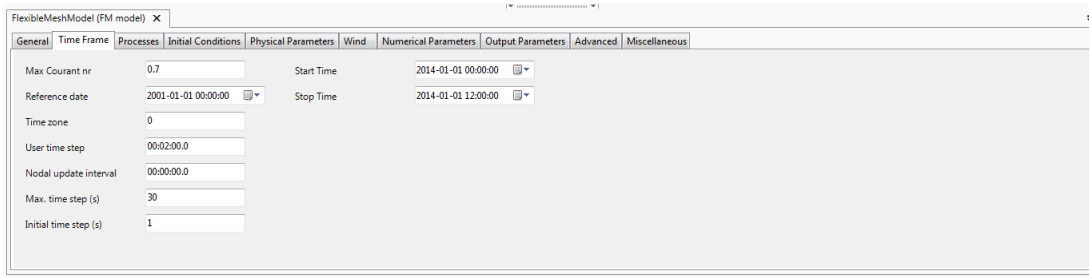 FlexibleMeshModel (FM model) X
General Time Frame Processes Initial Conditions Physical Parameters Wind Numerical Parameters Output Parameters Advanced Miscellaneous
Max Courant nr 0.7 Start Time 2014-01-01 00:00:00
Reference date 2001-01-01 00:00:00 Stop Time 2014-01-01 12:00:00
Time zone 0
User time step 00:02:00.0
Nodal update interval 00:00:00.0
Max. time step (s) 30
Initial time step (s) 1